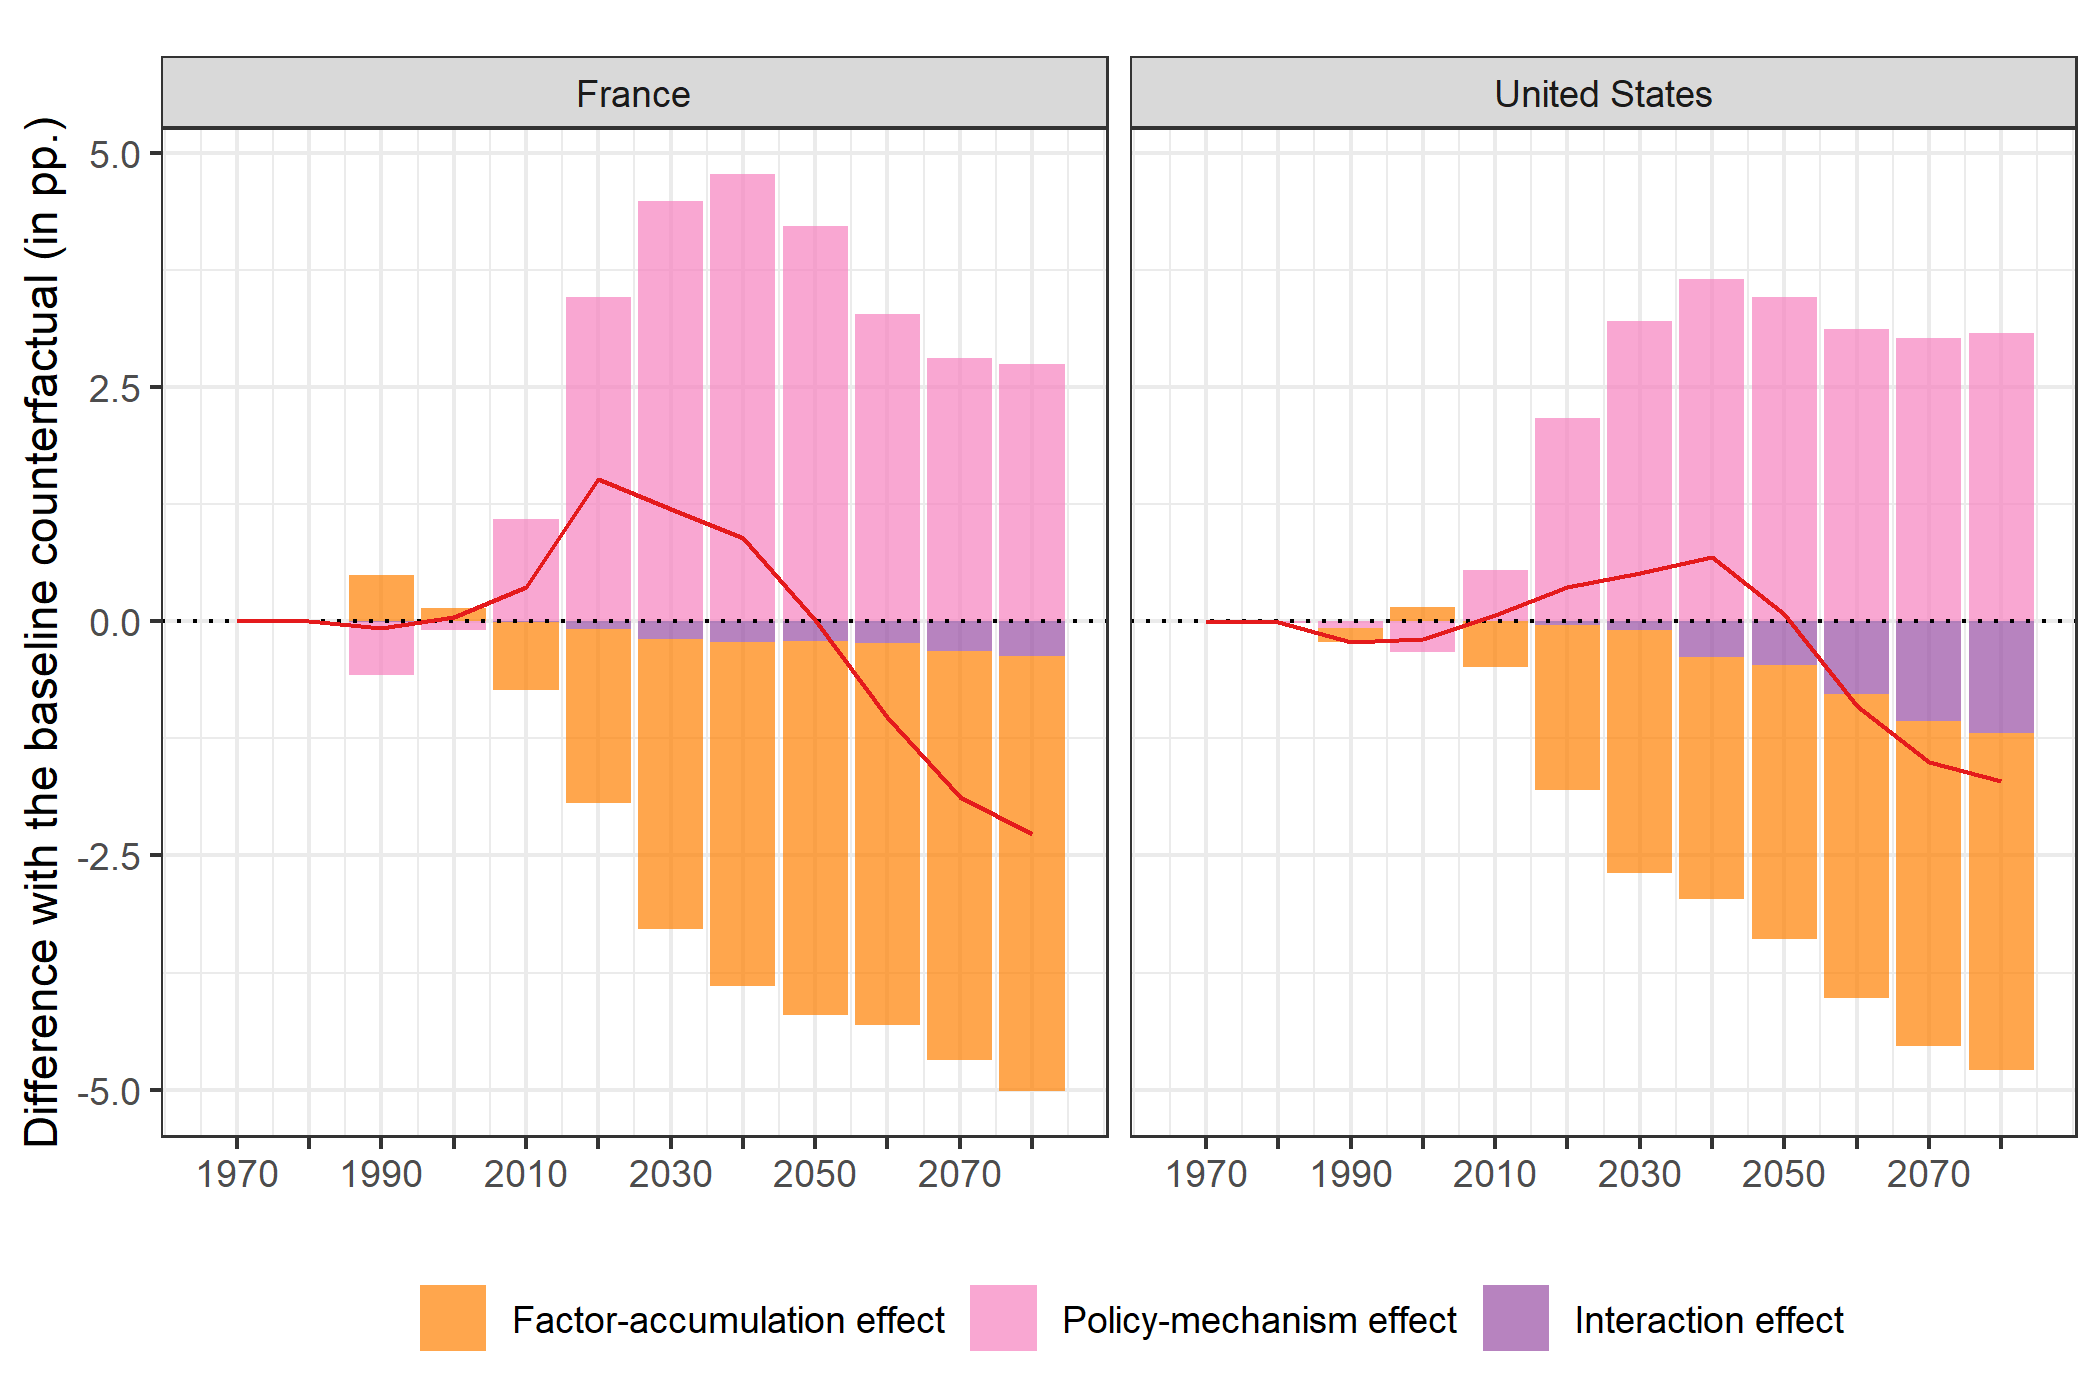 France
United States
Difference with the baseline counterfactual (in pp.)
5.0
2.5
0.0
-2.5
-5.0
1970 1990 2010 2030 2050 2070
1970 1990 2010 2030 2050 2070
Factor-accumulation effect
Policy-mechanism effect
Interaction effect